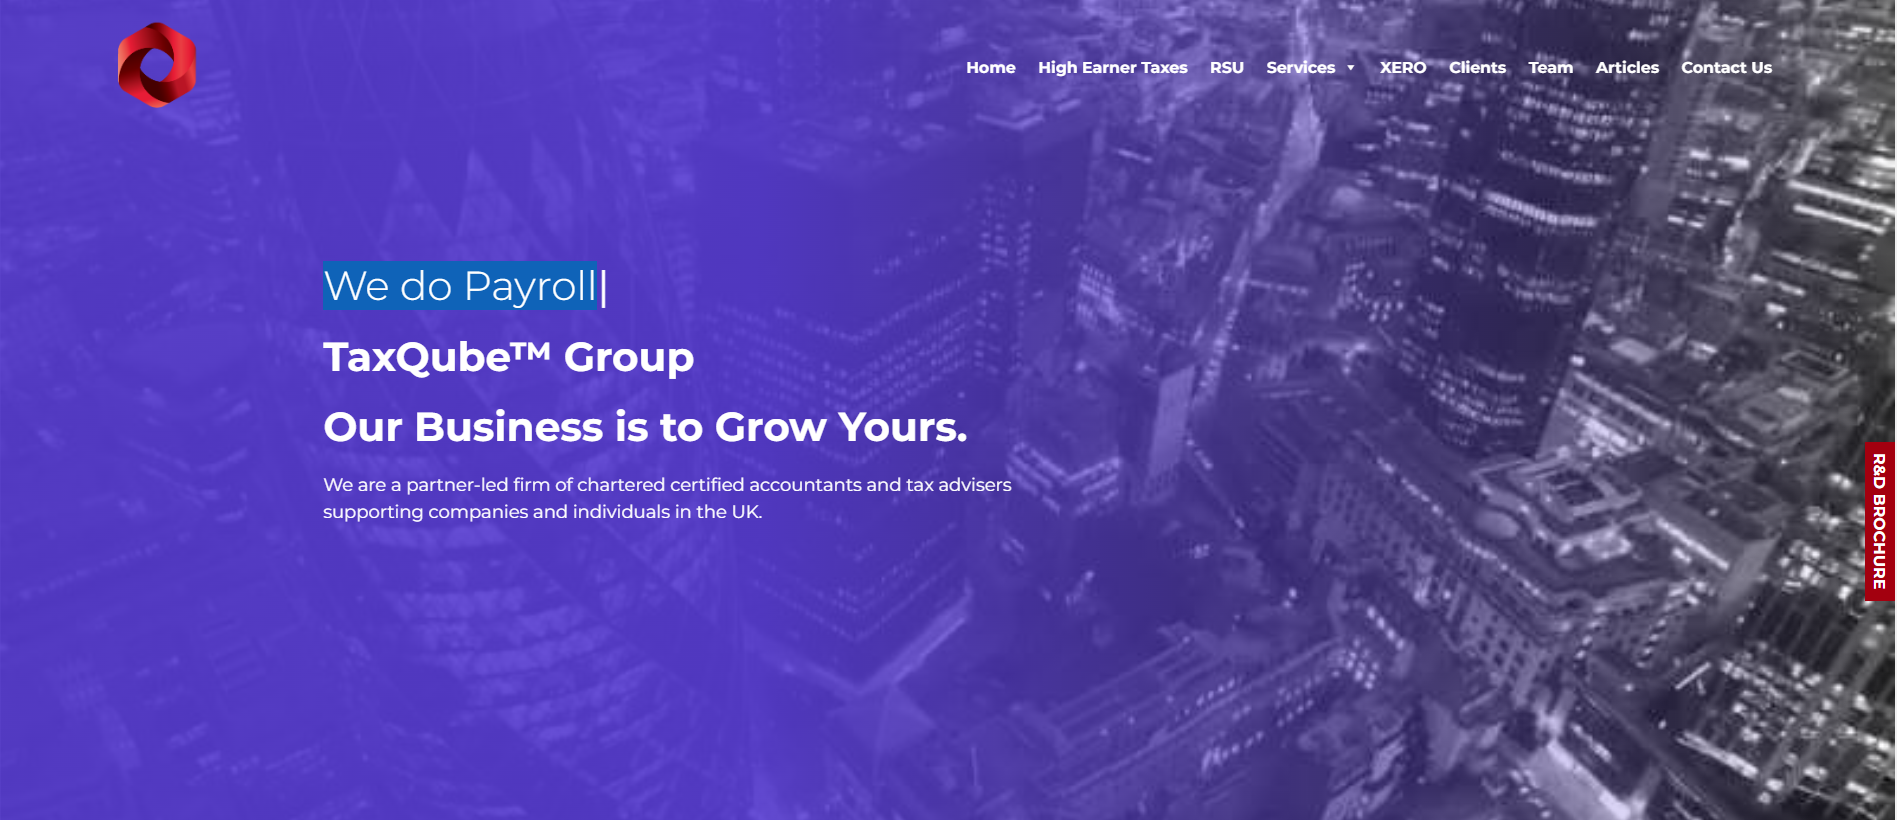 Home High Earner Taxes RSU Services XERO Clients Team Articles Contact Us
We do Payroll|
TaxQube™ Group
Our Business is to Grow Yours.
We are a partner-led firm of chartered certified accountants and tax advisers
supporting companies and individuals in the UK.
R&D BROCHURE